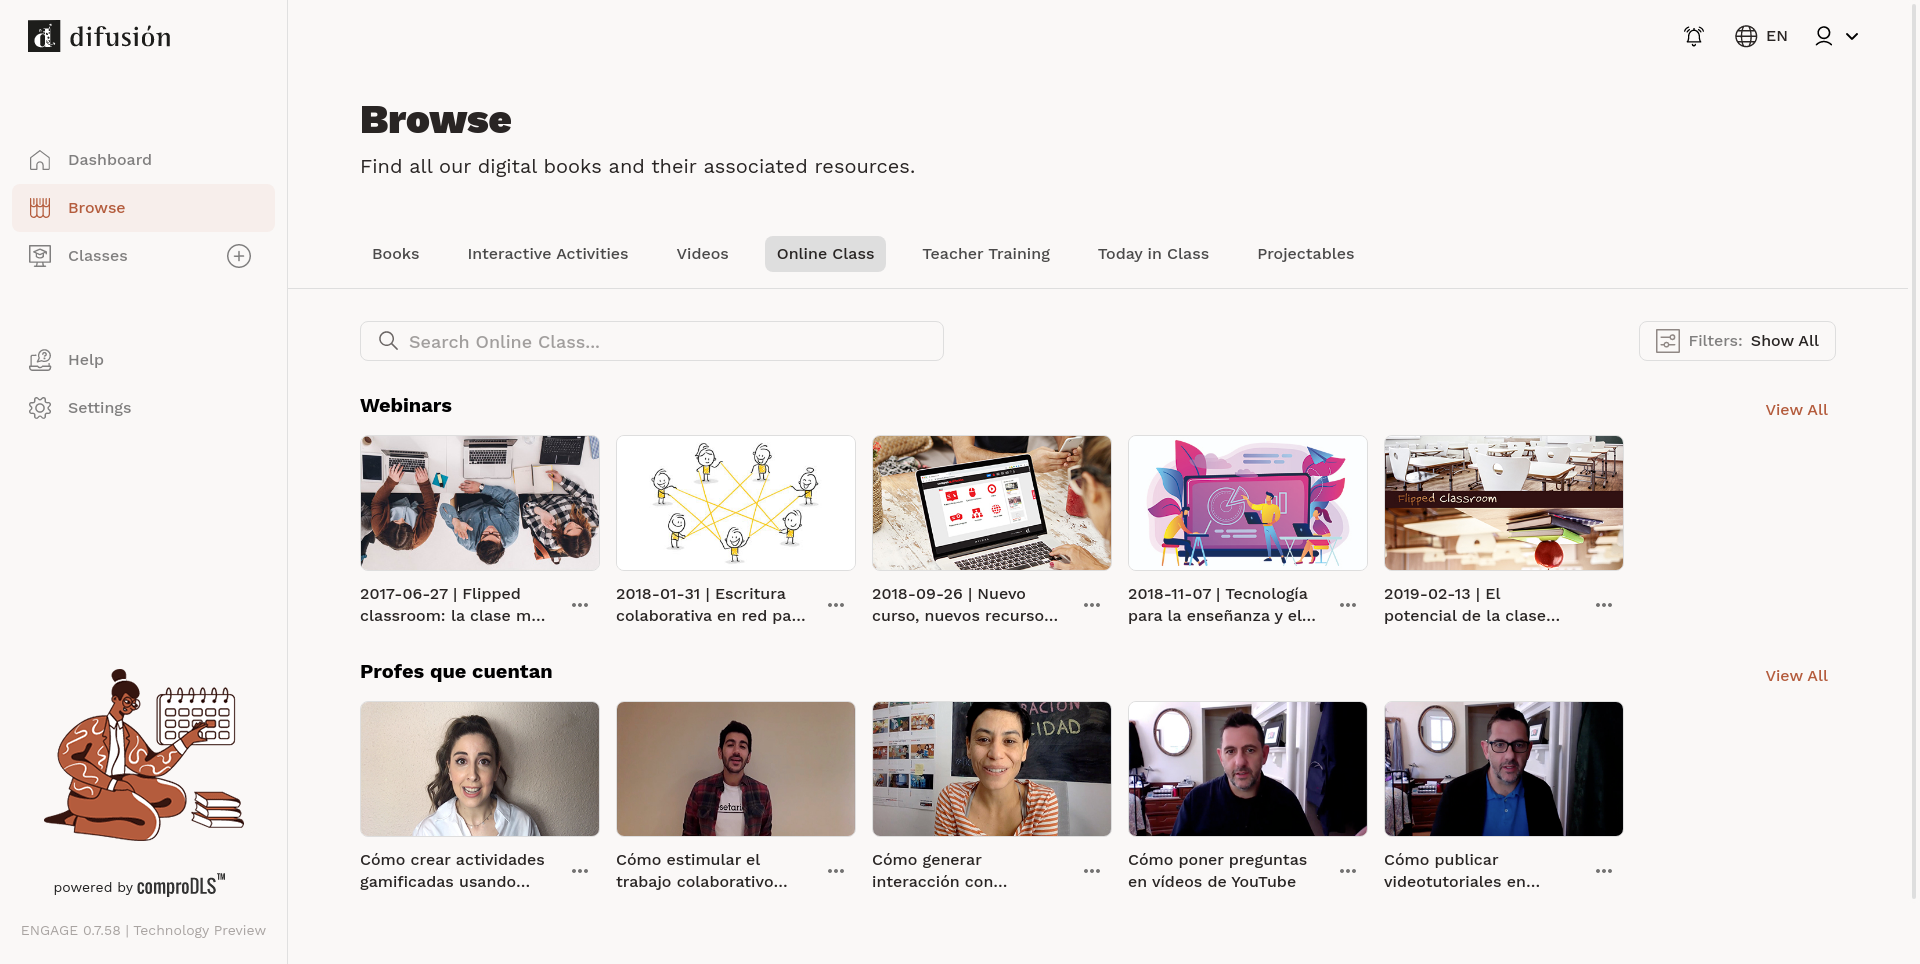 difusión
EN
Dashboard
Browse
Classes
Help
Settings
powered by comproDLS™
ENGAGE 0.7.58 | Technology Preview
Browse
Find all our digital books and their associated resources.
Books
Interactive Activities
Videos
Online Class
Teacher Training
Today in Class
Projectables
Search Online Class...
Filters: Show All
Webinars
View All
Flipped Classroom
2017-06-27 | Flipped
classroom: la clase m...
2018-01-31 | Escritura
colaborativa en red pa...
2018-09-26 | Nuevo
curso, nuevos recurso...
2018-11-07 | Tecnología
para la enseñanza y el...
2019-02-13 | El
potencial de la clase...
Profes que cuentan
View All
Cómo crear actividades
gamificadas usando...
Cómo estimular el
trabajo colaborativo...
Cómo generar
interacción con...
Cómo poner preguntas
en vídeos de YouTube
Cómo publicar
videotutoriales en...